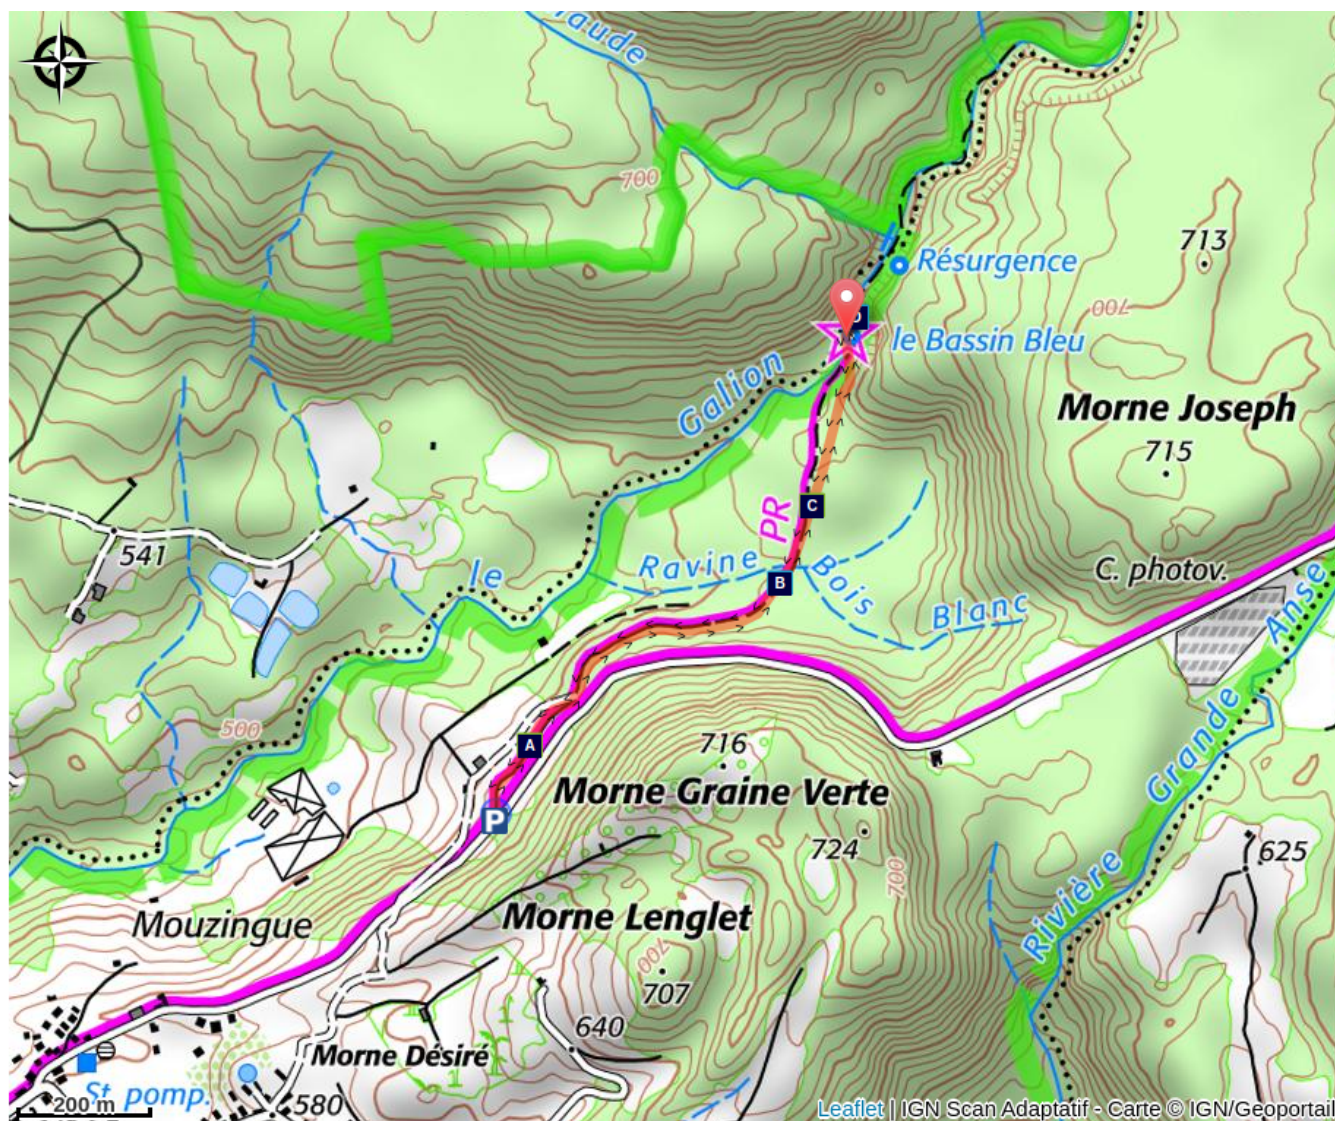 700
713
Résurgence
D
700
le Bassin Bleu
Galion
Morne Joseph
715
PR
C
541
le
Ravine
Bois
Blanc
B
C. photov.
Anse
Grande
Rivière
500
A
716
P
Morne Graine Verte
724
700
625
Mouzingue
Morne Lenglet
700
707
640
Morne Désiré
St. pomp.
580
200 m
Leaflet | IGN Scan Adaptatif - Carte © IGN/Geoportail